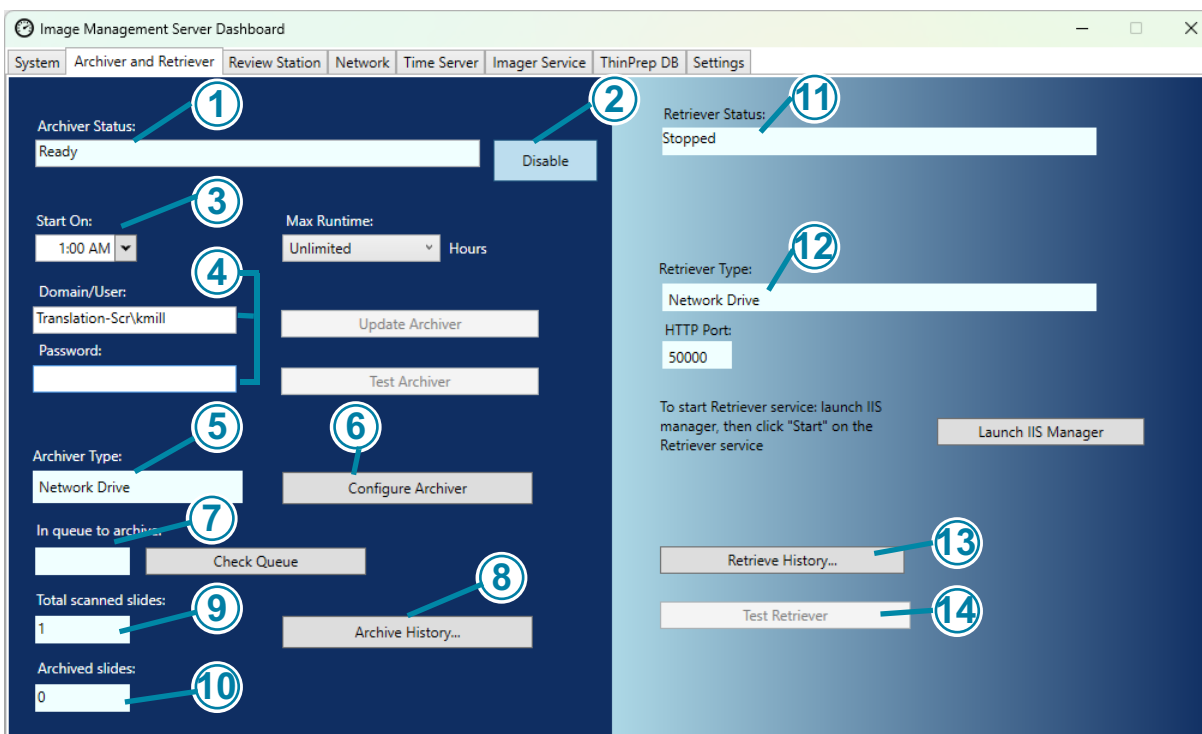 Image Management Server Dashboard
System Archiver and Retriever Review Station Network Time Server Imager Service ThinPrep DB Settings
1
2
11
Archiver Status:
Ready
Disable
Retriever Status:
Stopped
3
Start On:
1:00 AM
Max Runtime:
Unlimited
Hours
4
Domain/User:
Translation-Scr\kmill
Update Archiver
Password:
Test Archiver
12
Retriever Type:
Network Drive
HTTP Port:
50000
5
6
Archiver Type:
Network Drive
Configure Archiver
To start Retriever service: launch IIS
manager, then click "Start" on the
Retriever service
Launch IIS Manager
7
In queue to archive:
Check Queue
8
9
Total scanned slides:
1
Archive History...
10
Archived slides:
0
13
Retrieve History...
14
Test Retriever